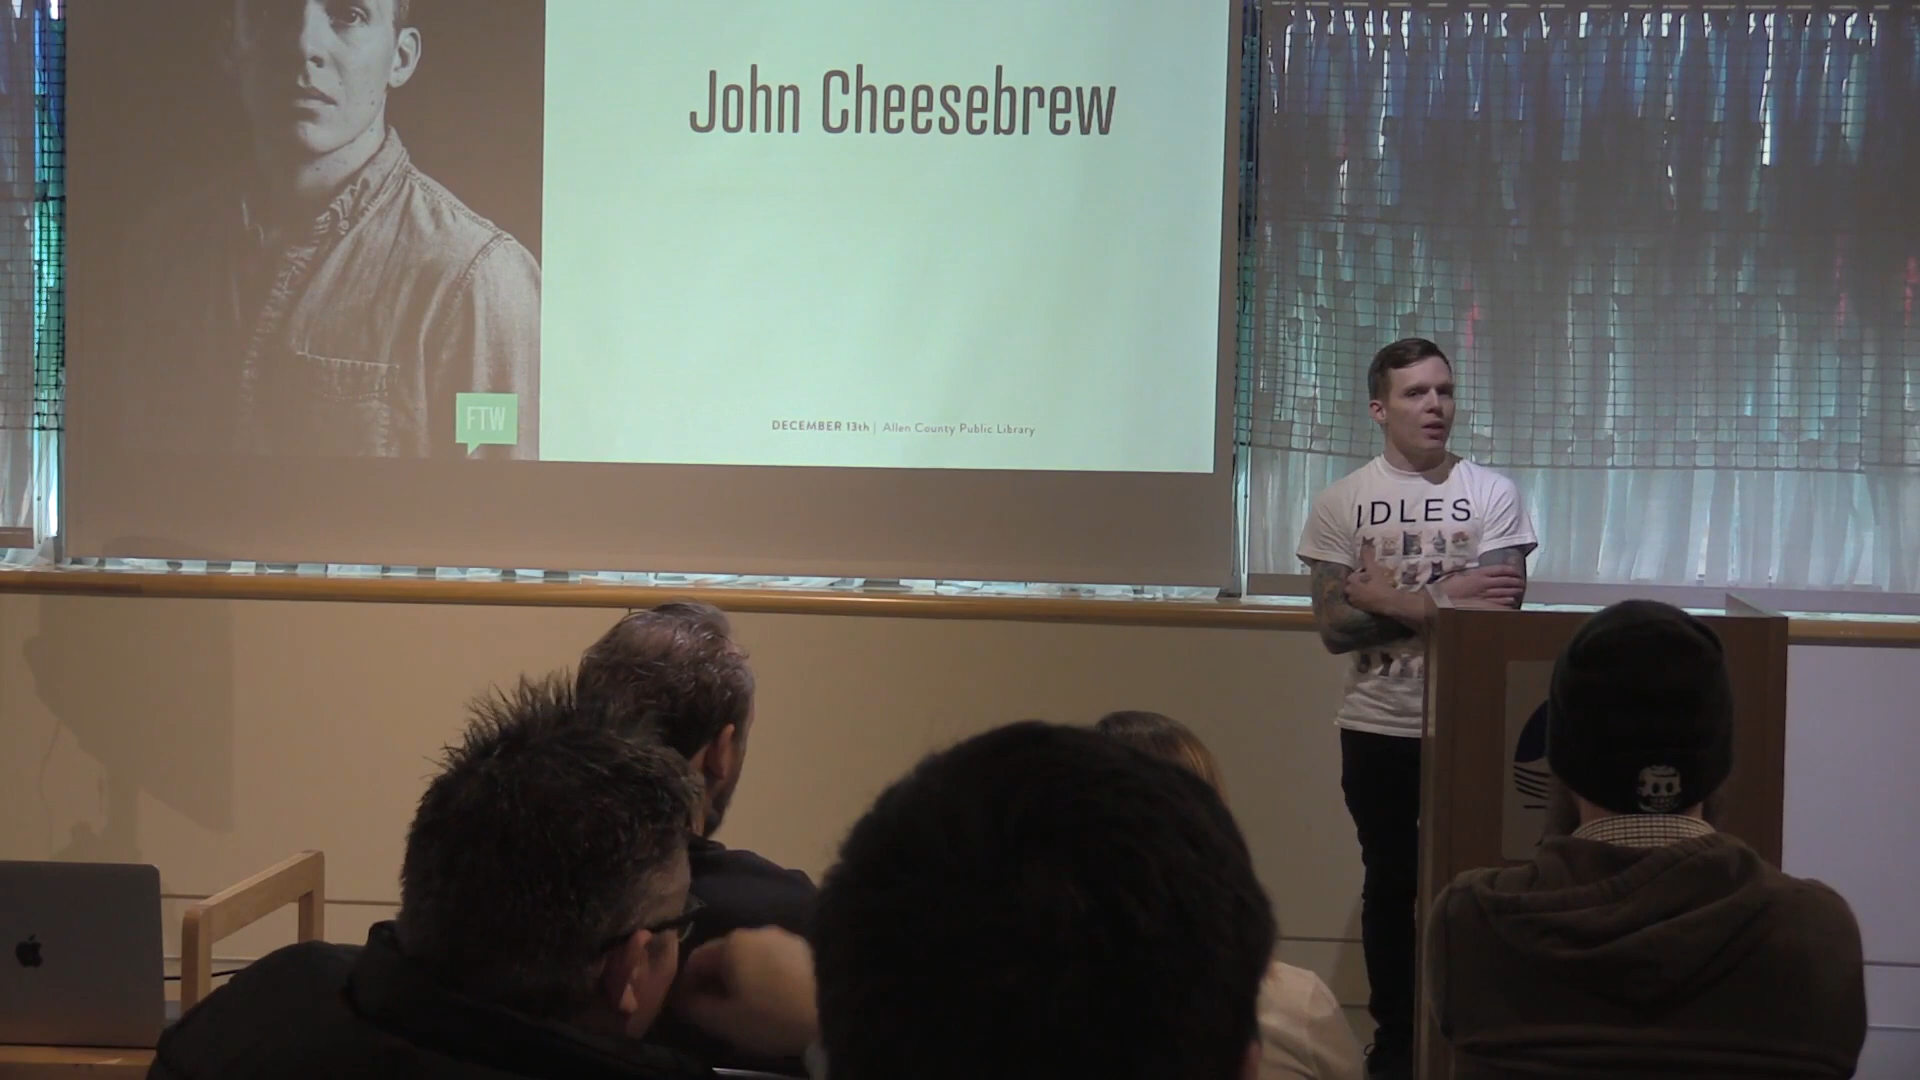 John Cheesebrew
FTW
DECEMBER 13th | Allen County Public Library
IDLES